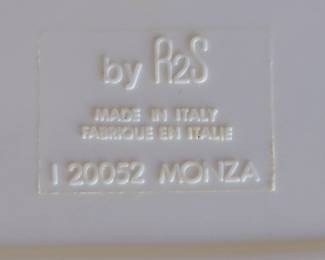 by R2S
MADE IN ITALY
FABRIQUE EN ITALIE
I 20052 MONZA